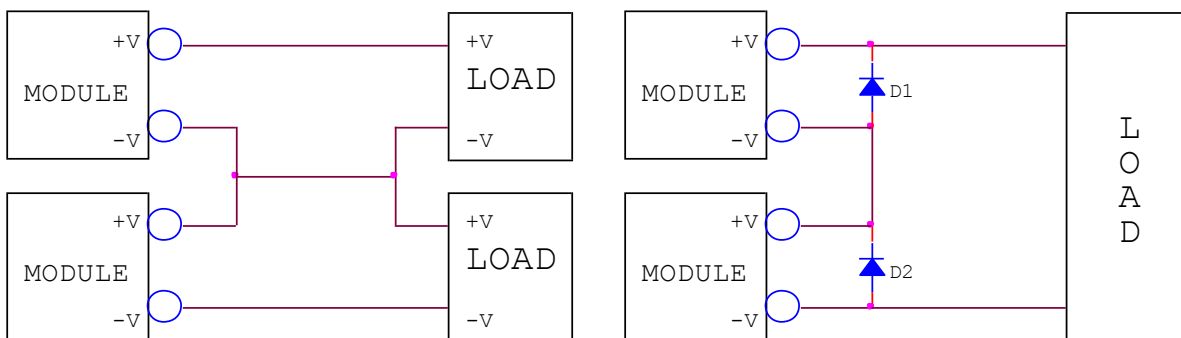 +V
MODULE
-V
+V
LOAD
-V
+V
MODULE
-V
+V
LOAD
-V
+V
MODULE
-V
D1
+V
MODULE
-V
D2
L
O
A
D